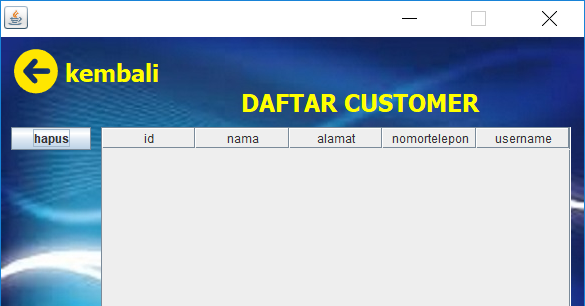 kembali
DAFTAR CUSTOMER
hapus id nama alamat nomortelepon username